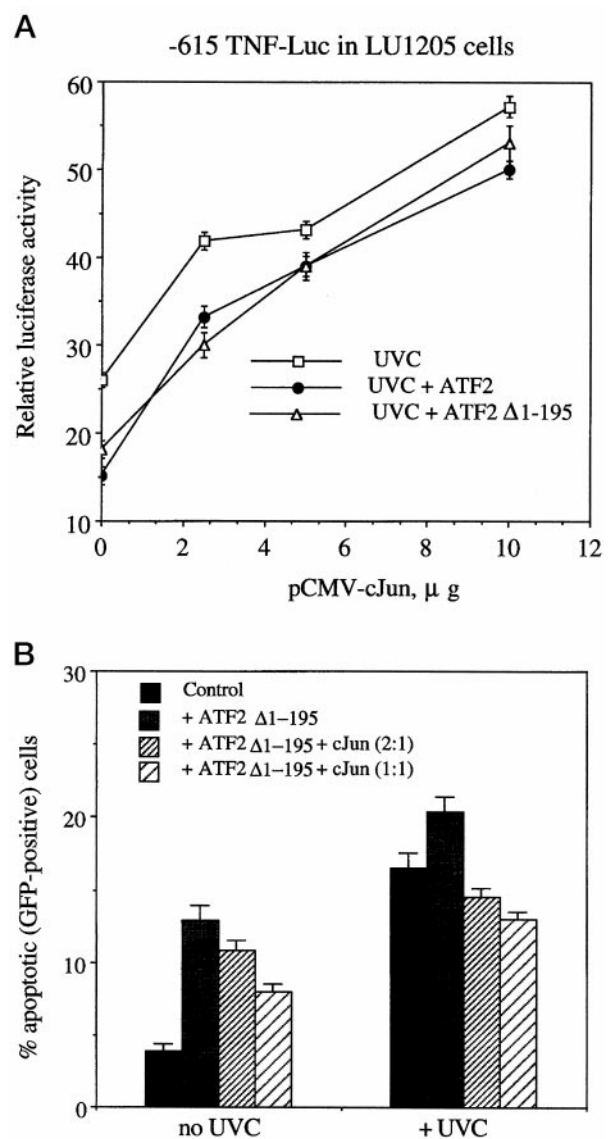 A
-615 TNF-Luc in LU1205 cells
60
50
40
30
20
10
Relative luciferase activity
UVC
UVC + ATF2
UVC + ATF2 Δ1-195
0 2 4 6 8 10 12
pCMV-cJun, μ g
B
30
20
10
0
% apoptotic (GFP-positive) cells
Control
+ ATF2 Δ1–195
+ ATF2 Δ1–195 + cJun (2:1)
+ ATF2 Δ1–195 + cJun (1:1)
no UVC + UVC